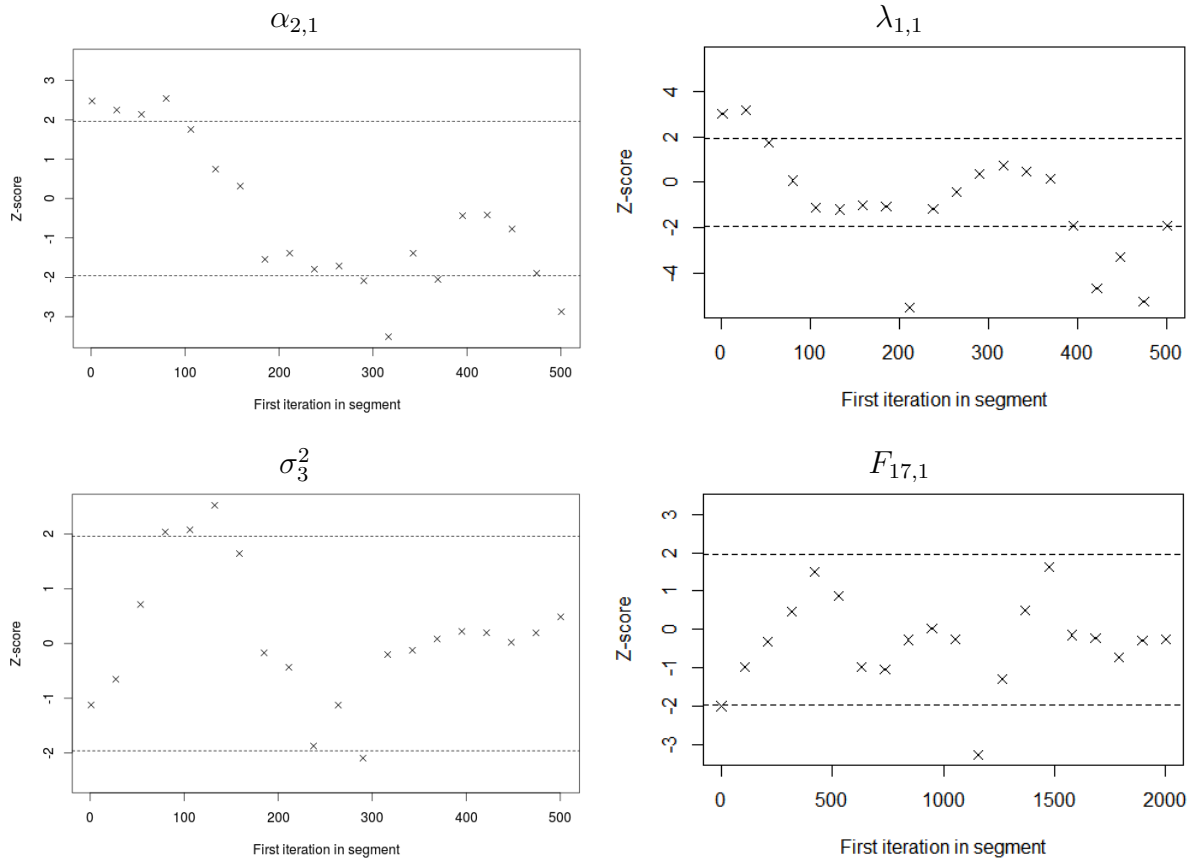 α2,1
3
2
1
0
-1
-2
-3
Z-score
0 100 200 300 400 500
First iteration in segment
λ1,1
4
2
0
-2
-4
Z-score
0 100 200 300 400 500
First iteration in segment
σ²3
2
1
0
-1
-2
Z-score
0 100 200 300 400 500
First iteration in segment
F17,1
3
2
1
0
-1
-2
-3
Z-score
0 500 1000 1500 2000
First iteration in segment